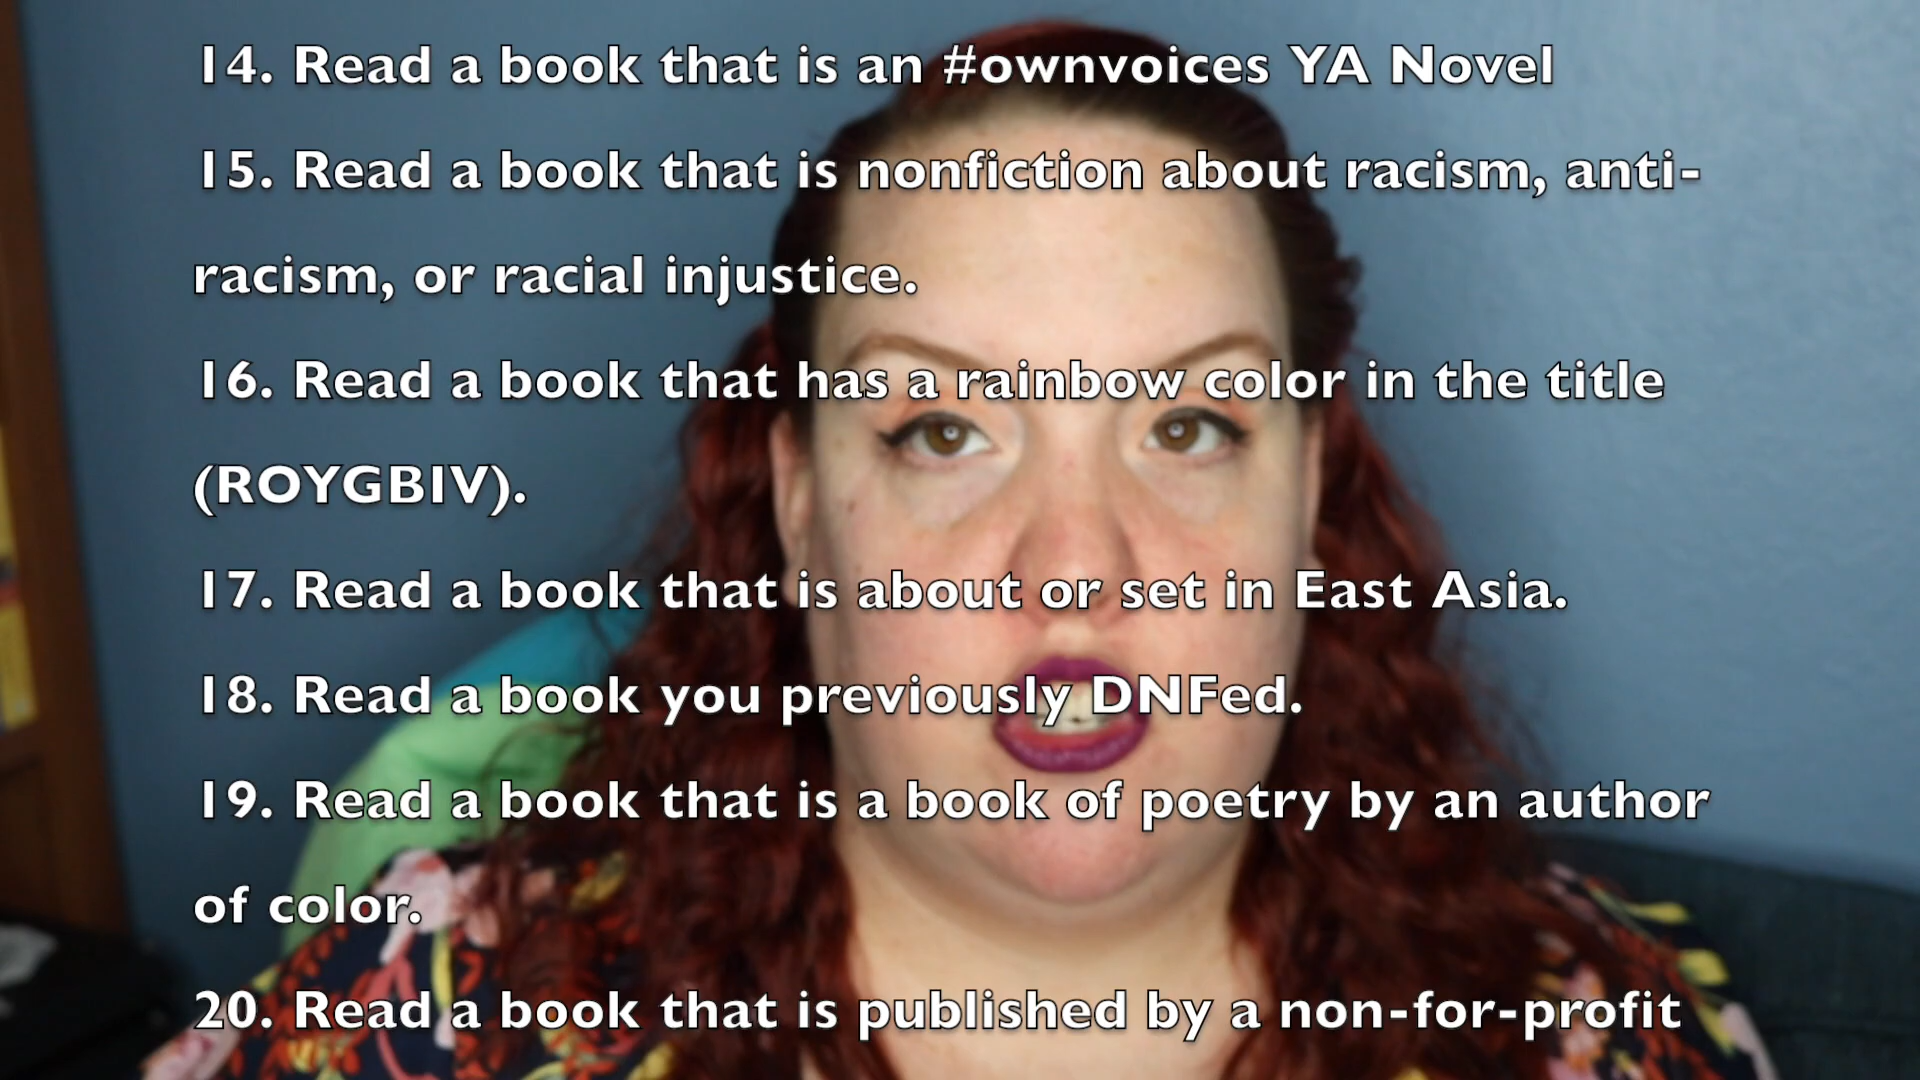 14. Read a book that is an #ownvoices YA Novel
15. Read a book that is nonfiction about racism, anti-
racism, or racial injustice.
16. Read a book that has a rainbow color in the title
(ROYGBIV).
17. Read a book that is about or set in East Asia.
18. Read a book you previously DNFed.
19. Read a book that is a book of poetry by an author
of color.
20. Read a book that is published by a non-for-profit